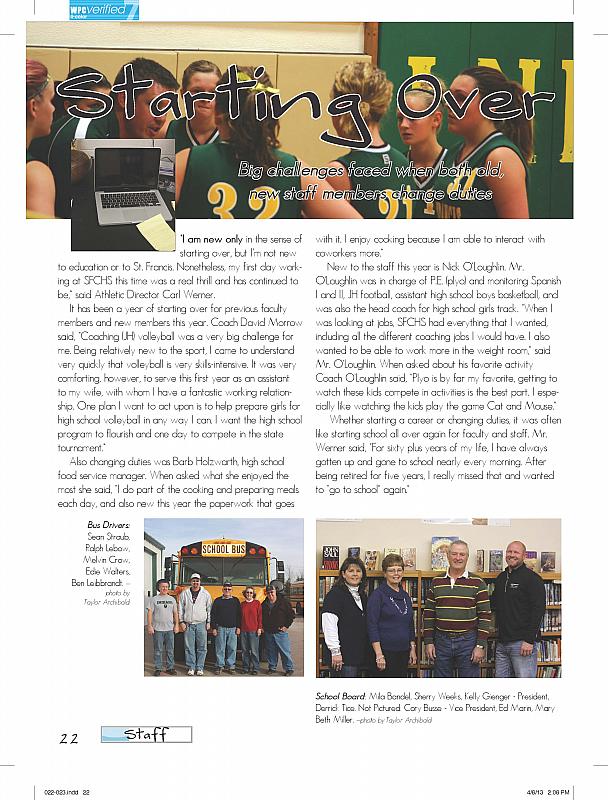 WPC verified
4-color
7
Starting Over
Big challenges faced when both old,
new staff members change duties
"I am new only in the sense of
starting over, but I'm not new
to education or to St. Francis. Nonetheless, my first day work-
ing at SFCHS this time was a real thrill and has continued to
be," said Athletic Director Carl Werner.
It has been a year of starting over for previous faculty
members and new members this year. Coach David Morrow
said, "Coaching (JH) volleyball was a very big challenge for
me. Being relatively new to the sport, I came to understand
very quickly that volleyball is very skills-intensive. It was very
comforting, however, to serve this first year as an assistant
to my wife, with whom I have a fantastic working relation-
ship. One plan I want to act upon is to help prepare girls for
high school volleyball in any way I can. I want the high school
program to flourish and one day to compete in the state
tournament."
Also changing duties was Barb Holzwarth, high school
food service manager. When asked what she enjoyed the
most she said, "I do part of the cooking and preparing meals
each day, and also new this year the paperwork that goes
with it. I enjoy cooking because I am able to interact with
coworkers more."
New to the staff this year is Nick O'Loughlin. Mr.
O'Loughlin was in charge of P.E. (plyo) and monitoring Spanish
I and II, JH football, assistant high school boys basketball, and
was also the head coach for high school girls track. "When I
was looking at jobs, SFCHS had everything that I wanted,
including all the different coaching jobs I would have. I also
wanted to be able to work more in the weight room," said
Mr. O'Loughlin. When asked about his favorite activity
Coach O'Loughlin said, "Plyo is by far my favorite, getting to
watch these kids compete in activities is the best part. I espe-
cially like watching the kids play the game Cat and Mouse."
Whether starting a career or changing duties, it was often
like starting school all over again for faculty and staff. Mr.
Werner said, "For sixty plus years of my life, I have always
gotten up and gone to school nearly every morning. After
being retired for five years, I really missed that and wanted
to "go to school" again."
Bus Drivers:
Sean Straub,
Ralph Lebow,
Melvin Crow,
Edie Walters,
Ben Leibbrandt. –
photo by
Taylor Archibald
SCHOOL BUS
School Board: Mila Bandel, Sherry Weeks, Kelly Gienger - President,
Derrick Tice. Not Pictured: Cory Busse - Vice President, Ed Marin, Mary
Beth Miller. –photo by Taylor Archibald
22
Staff
022-023.indd 22
4/6/13 2:06 PM